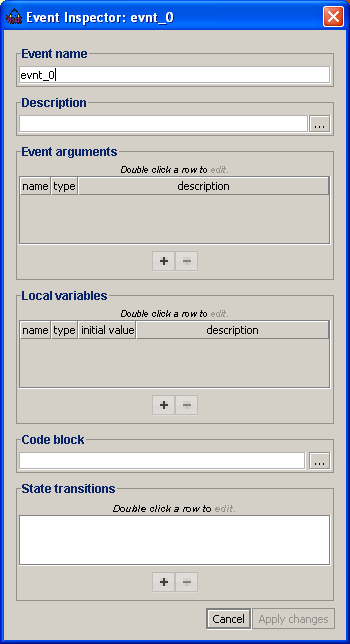 Event Inspector: evnt_0
Event name
evnt_0
Description
...
Event arguments
Double click a row to edit.
name type description
+ −
Local variables
Double click a row to edit.
name type initial value description
+ −
Code block
...
State transitions
Double click a row to edit.
+ −
Cancel Apply changes